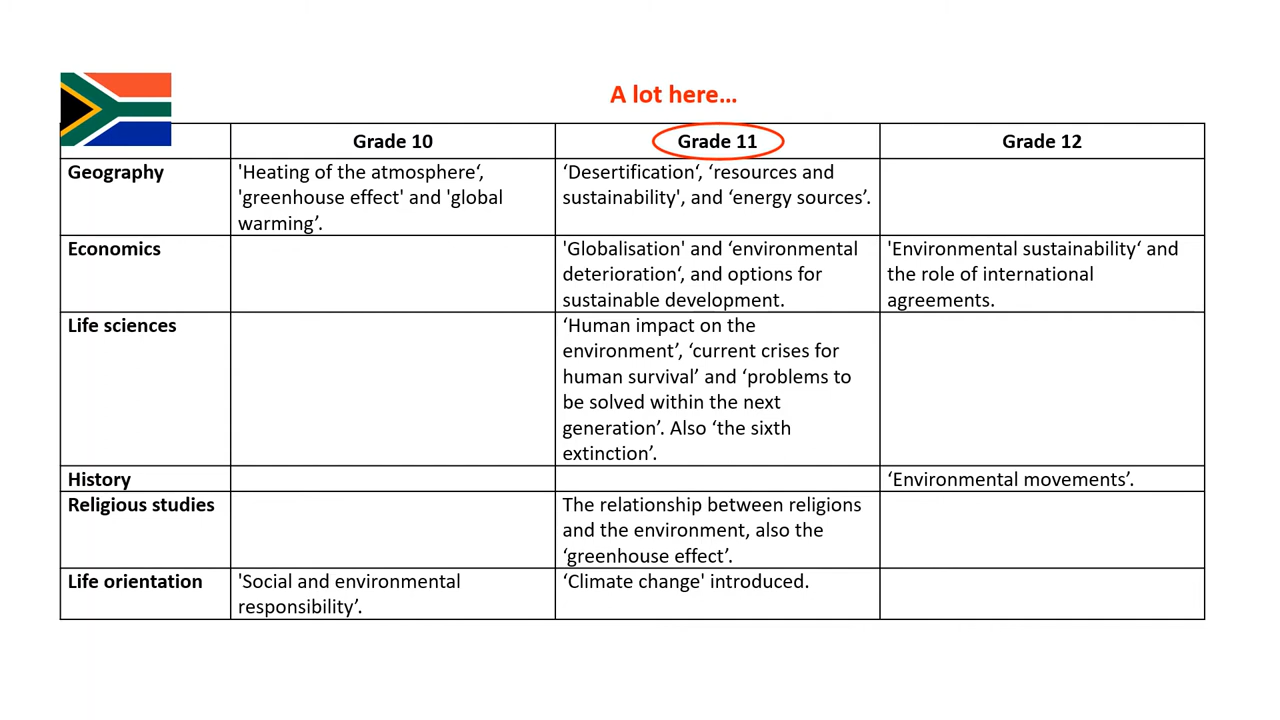 A lot here…
Grade 10
Grade 11
Grade 12
Geography
'Heating of the atmosphere‘,
'greenhouse effect' and 'global
warming’.
‘Desertification‘, ‘resources and
sustainability', and ‘energy sources’.
Economics
'Globalisation' and ‘environmental
deterioration‘, and options for
sustainable development.
'Environmental sustainability‘ and
the role of international
agreements.
Life sciences
‘Human impact on the
environment’, ‘current crises for
human survival’ and ‘problems to
be solved within the next
generation’. Also ‘the sixth
extinction’.
History
‘Environmental movements’.
Religious studies
The relationship between religions
and the environment, also the
‘greenhouse effect’.
Life orientation
'Social and environmental
responsibility’.
‘Climate change' introduced.